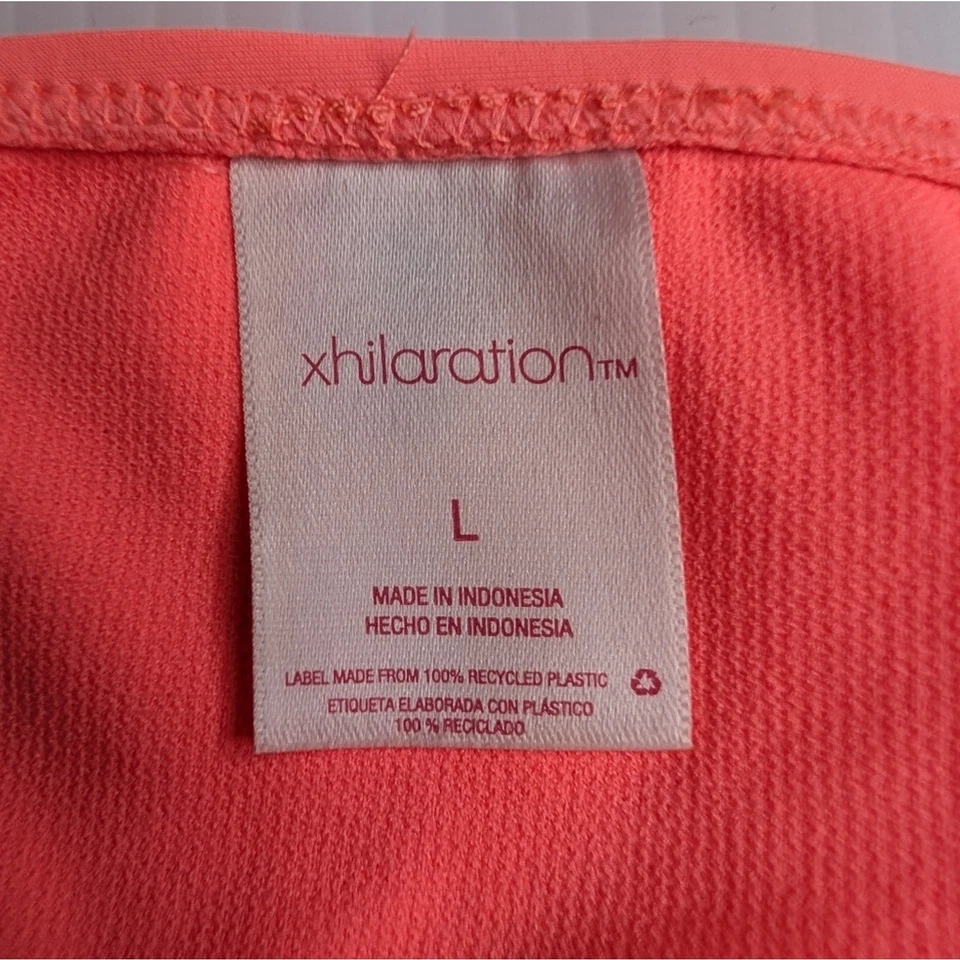 xhilaration™
L
MADE IN INDONESIA
HECHO EN INDONESIA
LABEL MADE FROM 100% RECYCLED PLASTIC
ETIQUETA ELABORADA CON PLÁSTICO
100 % RECICLADO